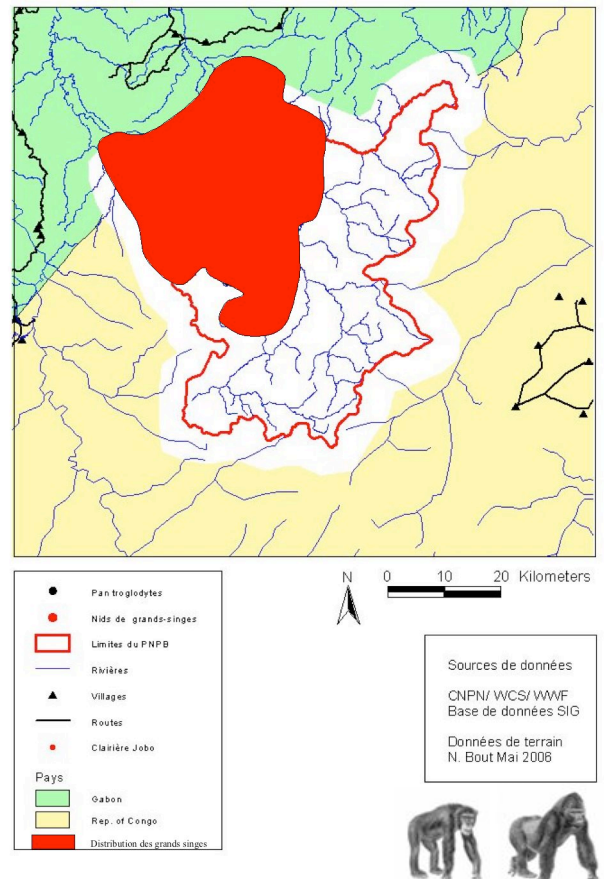 N
0 10 20 Kilometers
Pan troglodytes
Nids de grands-singes
Limites du PNPB
Rivières
Villages
Routes
Clairière Jobo
Pays
Gabon
Rep. of Congo
Distribution des grands singes
Sources de données
CNPN/ WCS/ WWF
Base de données SIG
Données de terrain
N. Bout Mai 2006